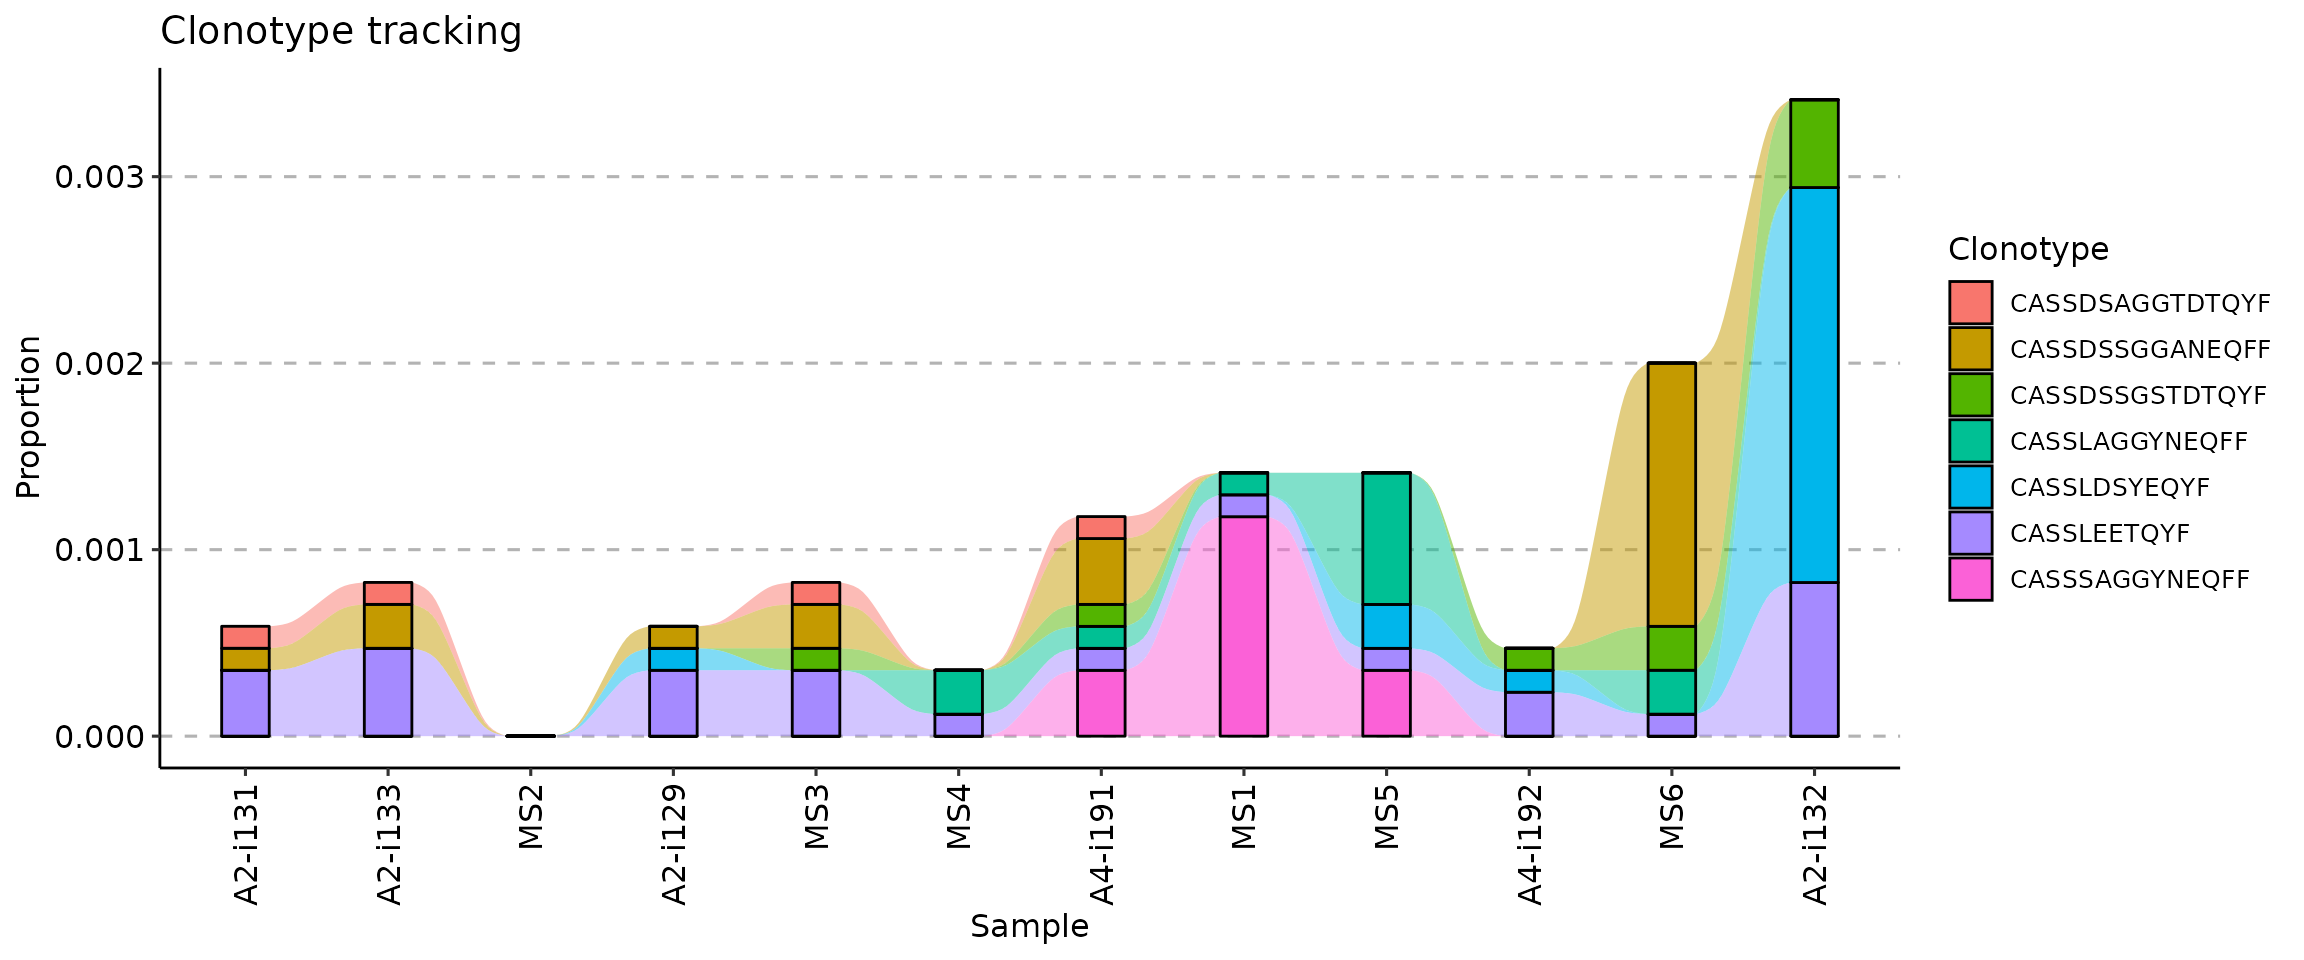 Clonotype tracking
Proportion
0.003
0.002
0.001
0.000
A2-i131
A2-i133
MS2
A2-i129
MS3
MS4
A4-i191
MS1
MS5
A4-i192
MS6
A2-i132
Sample
Clonotype
CASSDSAGGTDTQYF
CASSDSSGGANEQFF
CASSDSSGSTDTQYF
CASSLAGGYNEQFF
CASSLDSYEQYF
CASSLEETQYF
CASSSAGGYNEQFF